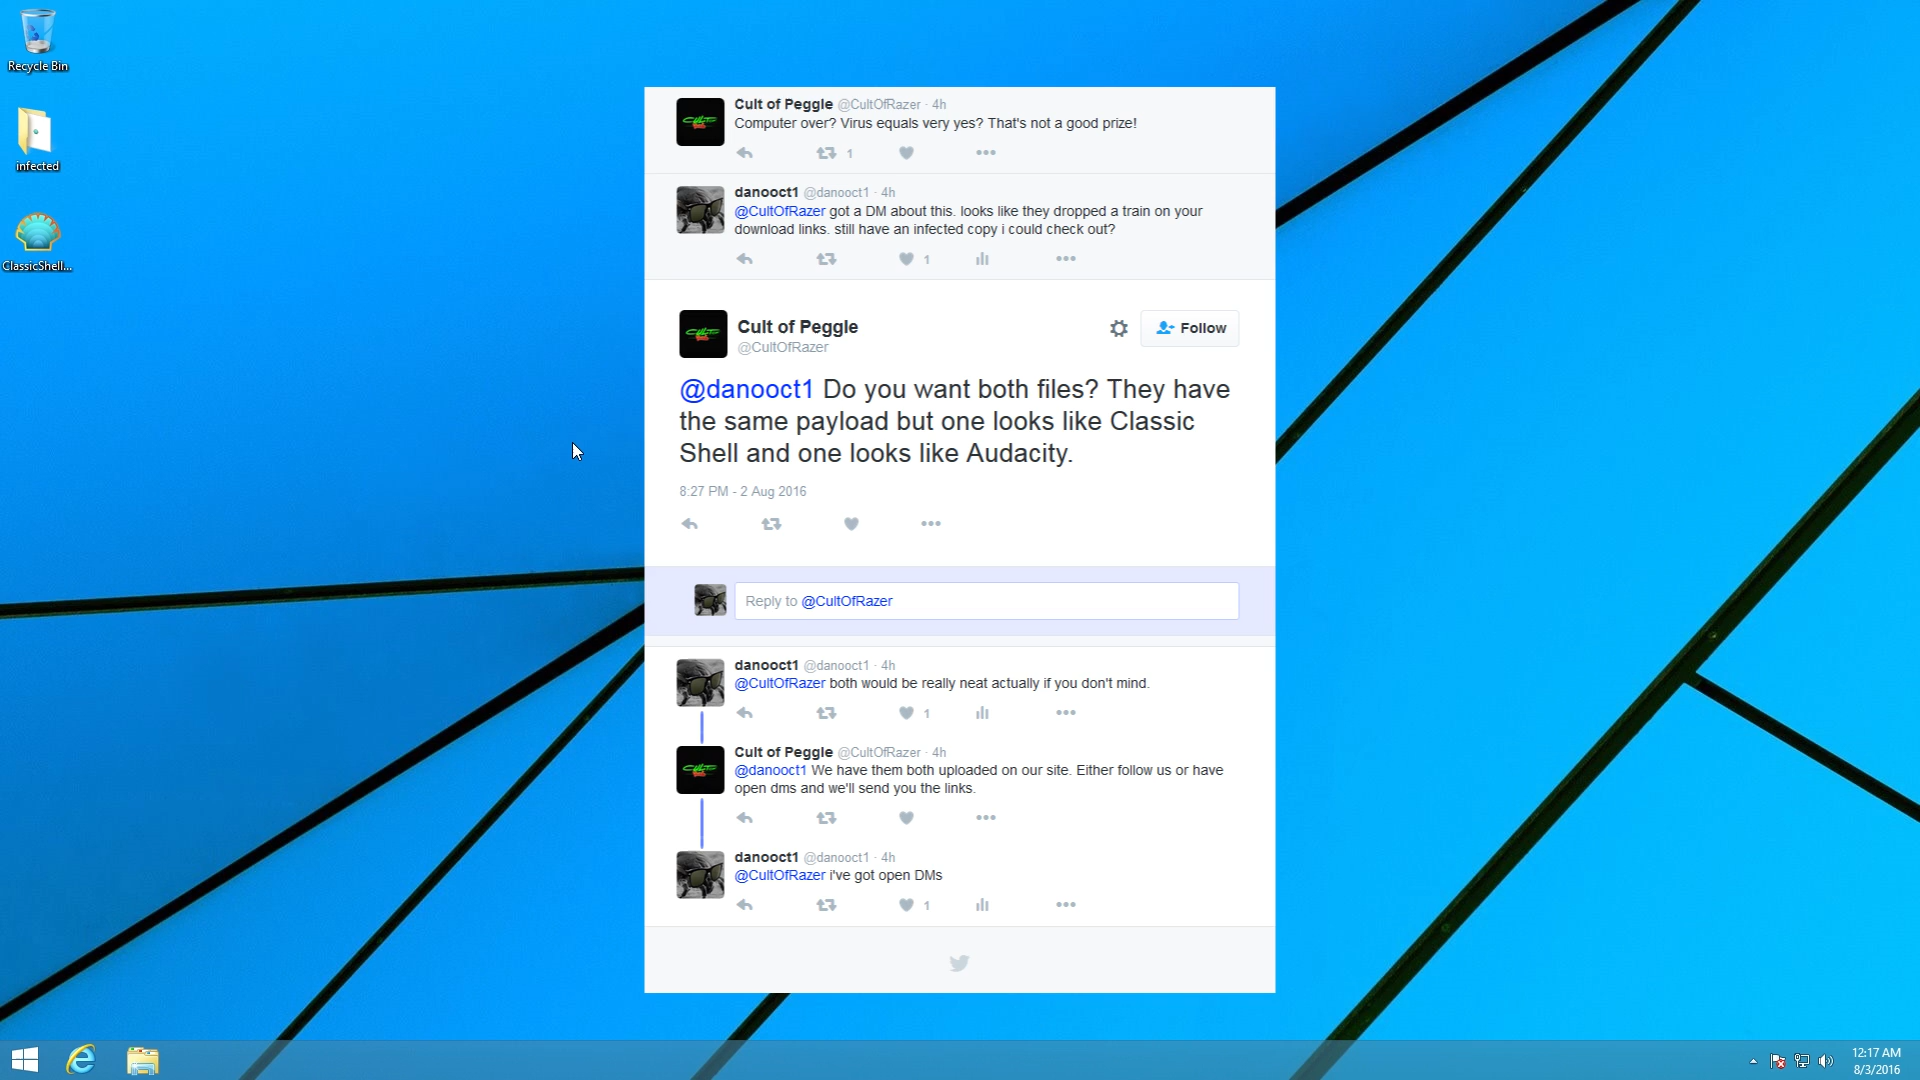 Recycle Bin
infected
ClassicShell...
Cult of Peggle @CultOfRazer · 4h
Computer over? Virus equals very yes? That's not a good prize!
1
danooct1 @danooct1 · 4h
@CultOfRazer got a DM about this. looks like they dropped a train on your
download links. still have an infected copy i could check out?
1
Cult of Peggle
@CultOfRazer
Follow
@danooct1 Do you want both files? They have
the same payload but one looks like Classic
Shell and one looks like Audacity.
8:27 PM - 2 Aug 2016
Reply to @CultOfRazer
danooct1 @danooct1 · 4h
@CultOfRazer both would be really neat actually if you don't mind.
1
Cult of Peggle @CultOfRazer · 4h
@danooct1 We have them both uploaded on our site. Either follow us or have
open dms and we'll send you the links.
danooct1 @danooct1 · 4h
@CultOfRazer i've got open DMs
1
12:17 AM
8/3/2016